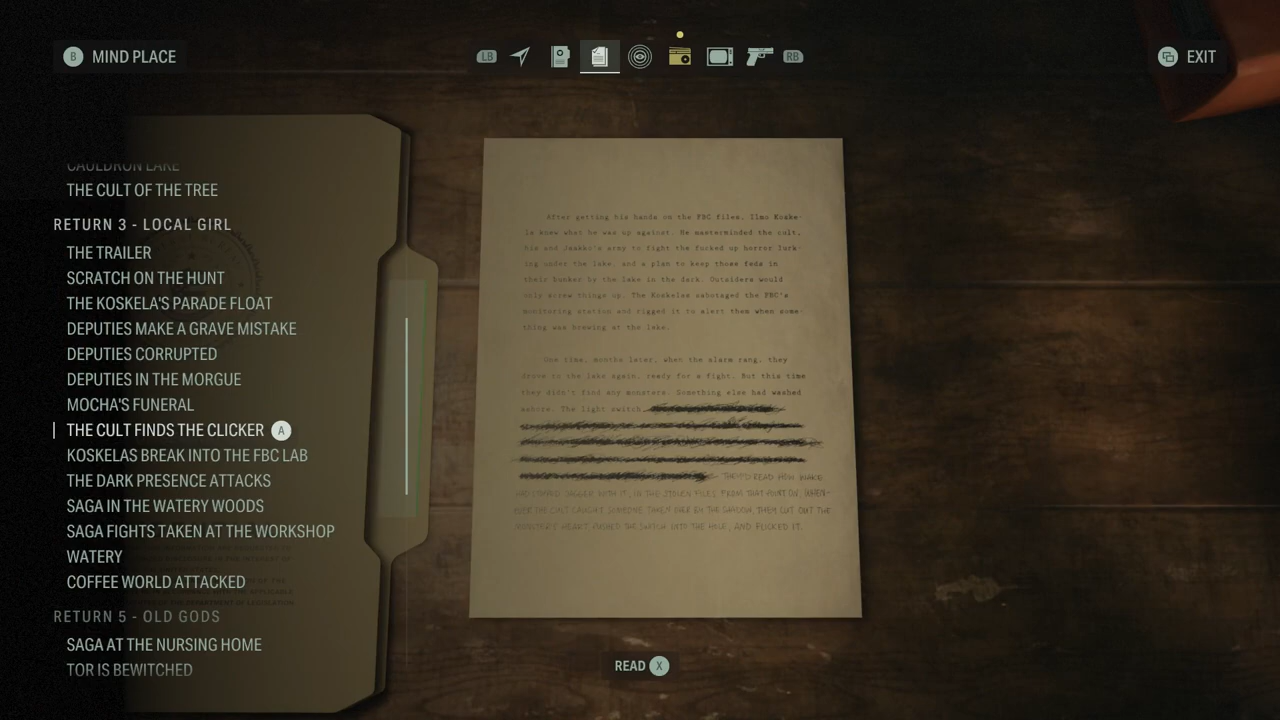 B MIND PLACE
LB
RB
EXIT
CAULDRON LAKE
THE CULT OF THE TREE
RETURN 3 - LOCAL GIRL
THE TRAILER
SCRATCH ON THE HUNT
THE KOSKELA'S PARADE FLOAT
DEPUTIES MAKE A GRAVE MISTAKE
DEPUTIES CORRUPTED
DEPUTIES IN THE MORGUE
MOCHA'S FUNERAL
THE CULT FINDS THE CLICKER A
KOSKELAS BREAK INTO THE FBC LAB
THE DARK PRESENCE ATTACKS
SAGA IN THE WATERY WOODS
SAGA FIGHTS TAKEN AT THE WORKSHOP
WATERY
COFFEE WORLD ATTACKED
RETURN 5 - OLD GODS
SAGA AT THE NURSING HOME
TOR IS BEWITCHED
After getting his hands on the FBC files, Ilmo Koske-
la knew what he was up against. He masterminded the cult,
his and Jaakko's army to fight the fucked up horror lurk-
ing under the lake, and a plan to keep those feds in
their bunker by the lake in the dark. Outsiders would
only screw things up. The Koskelas sabotaged the FBC's
monitoring station and rigged it to alert them when some-
thing was brewing at the lake.
One time, months later, when the alarm rang, they
drove to the lake again, ready for a fight. But this time
they didn't find any monsters. Something else had washed
ashore. The light switch
THEY'D READ HOW WAKE
HAD STOPPED JAGGER WITH IT, IN THE STOLEN FILES. FROM THAT POINT ON, WHEN-
EVER THE CULT CAUGHT SOMEONE TAKEN OVER BY THE SHADOW, THEY CUT OUT THE
MONSTER'S HEART, PUSHED THE SWITCH INTO THE HOLE, AND FLICKED IT.
READ X